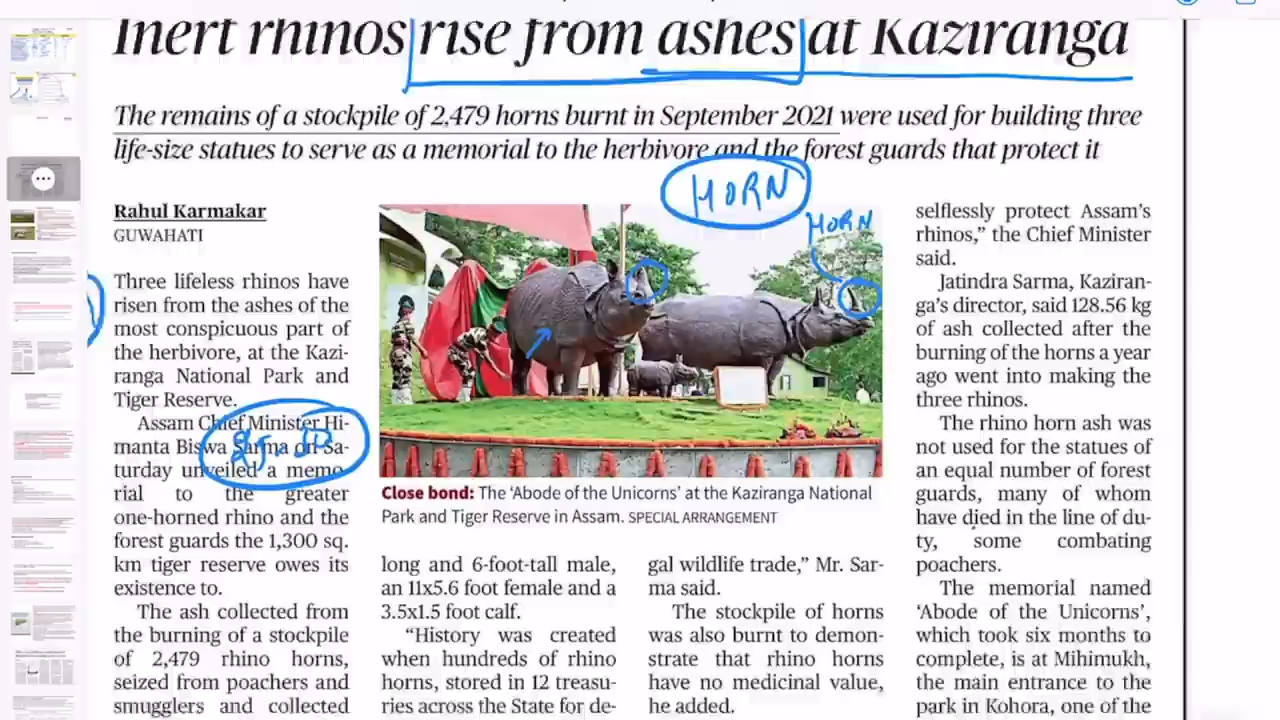 Inert rhinos rise from ashes at Kaziranga
The remains of a stockpile of 2,479 horns burnt in September 2021 were used for building three
life-size statues to serve as a memorial to the herbivore and the forest guards that protect it
HORN
HORN
Rahul Karmakar
GUWAHATI
Three lifeless rhinos have
risen from the ashes of the
most conspicuous part of
the herbivore, at the Kazi-
ranga National Park and
Tiger Reserve.
Assam Chief Minister Hi-
manta Biswa Sarma on Sa-
turday unveiled a memo-
rial to the greater
one-horned rhino and the
forest guards the 1,300 sq.
km tiger reserve owes its
existence to.
The ash collected from
the burning of a stockpile
of 2,479 rhino horns,
seized from poachers and
smugglers and collected
Close bond: The ‘Abode of the Unicorns’ at the Kaziranga National
Park and Tiger Reserve in Assam. SPECIAL ARRANGEMENT
long and 6-foot-tall male,
an 11x5.6 foot female and a
3.5x1.5 foot calf.
“History was created
when hundreds of rhino
horns, stored in 12 treasu-
ries across the State for de-
gal wildlife trade,” Mr. Sar-
ma said.
The stockpile of horns
was also burnt to demon-
strate that rhino horns
have no medicinal value,
he added.
selflessly protect Assam’s
rhinos,” the Chief Minister
said.
Jatindra Sarma, Kaziran-
ga’s director, said 128.56 kg
of ash collected after the
burning of the horns a year
ago went into making the
three rhinos.
The rhino horn ash was
not used for the statues of
an equal number of forest
guards, many of whom
have died in the line of du-
ty, some combating
poachers.
The memorial named
‘Abode of the Unicorns’,
which took six months to
complete, is at Mihimukh,
the main entrance to the
park in Kohora, one of the